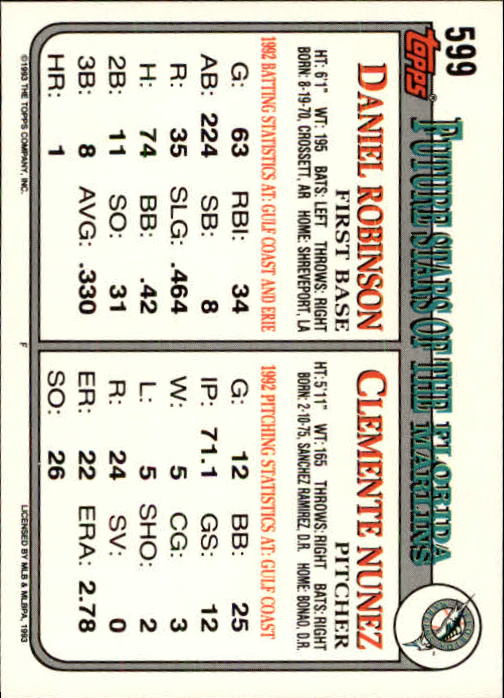 599
Topps
FUTURE STARS OF THE FLORIDA MARLINS
DANIEL ROBINSON
FIRST BASE
HT: 6'1" WT: 195 BATS: LEFT THROWS: RIGHT
BORN: 8-19-70, CROSSETT, AR HOME: SHREVEPORT, LA
1992 BATTING STATISTICS AT: GULF COAST AND ERIE
G: 63 RBI: 34
AB: 224 SB: 8
R: 35 SLG: .464
H: 74 BB: .42
2B: 11 SO: 31
3B: 8 AVG: .330
HR: 1
CLEMENTE NUNEZ
PITCHER
HT: 5'11" WT: 165 THROWS: RIGHT BATS: RIGHT
BORN: 2-10-75, SANCHEZ RAMIREZ, D.R. HOME: BONAO, D.R.
1992 PITCHING STATISTICS AT: GULF COAST
G: 12 BB: 25
IP: 71.1 GS: 12
W: 5 CG: 3
L: 5 SHO: 2
R: 24 SV: 0
ER: 22 ERA: 2.78
SO: 26
©1993 THE TOPPS COMPANY, INC.
F
LICENSED BY MLB & MLBPA, 1993